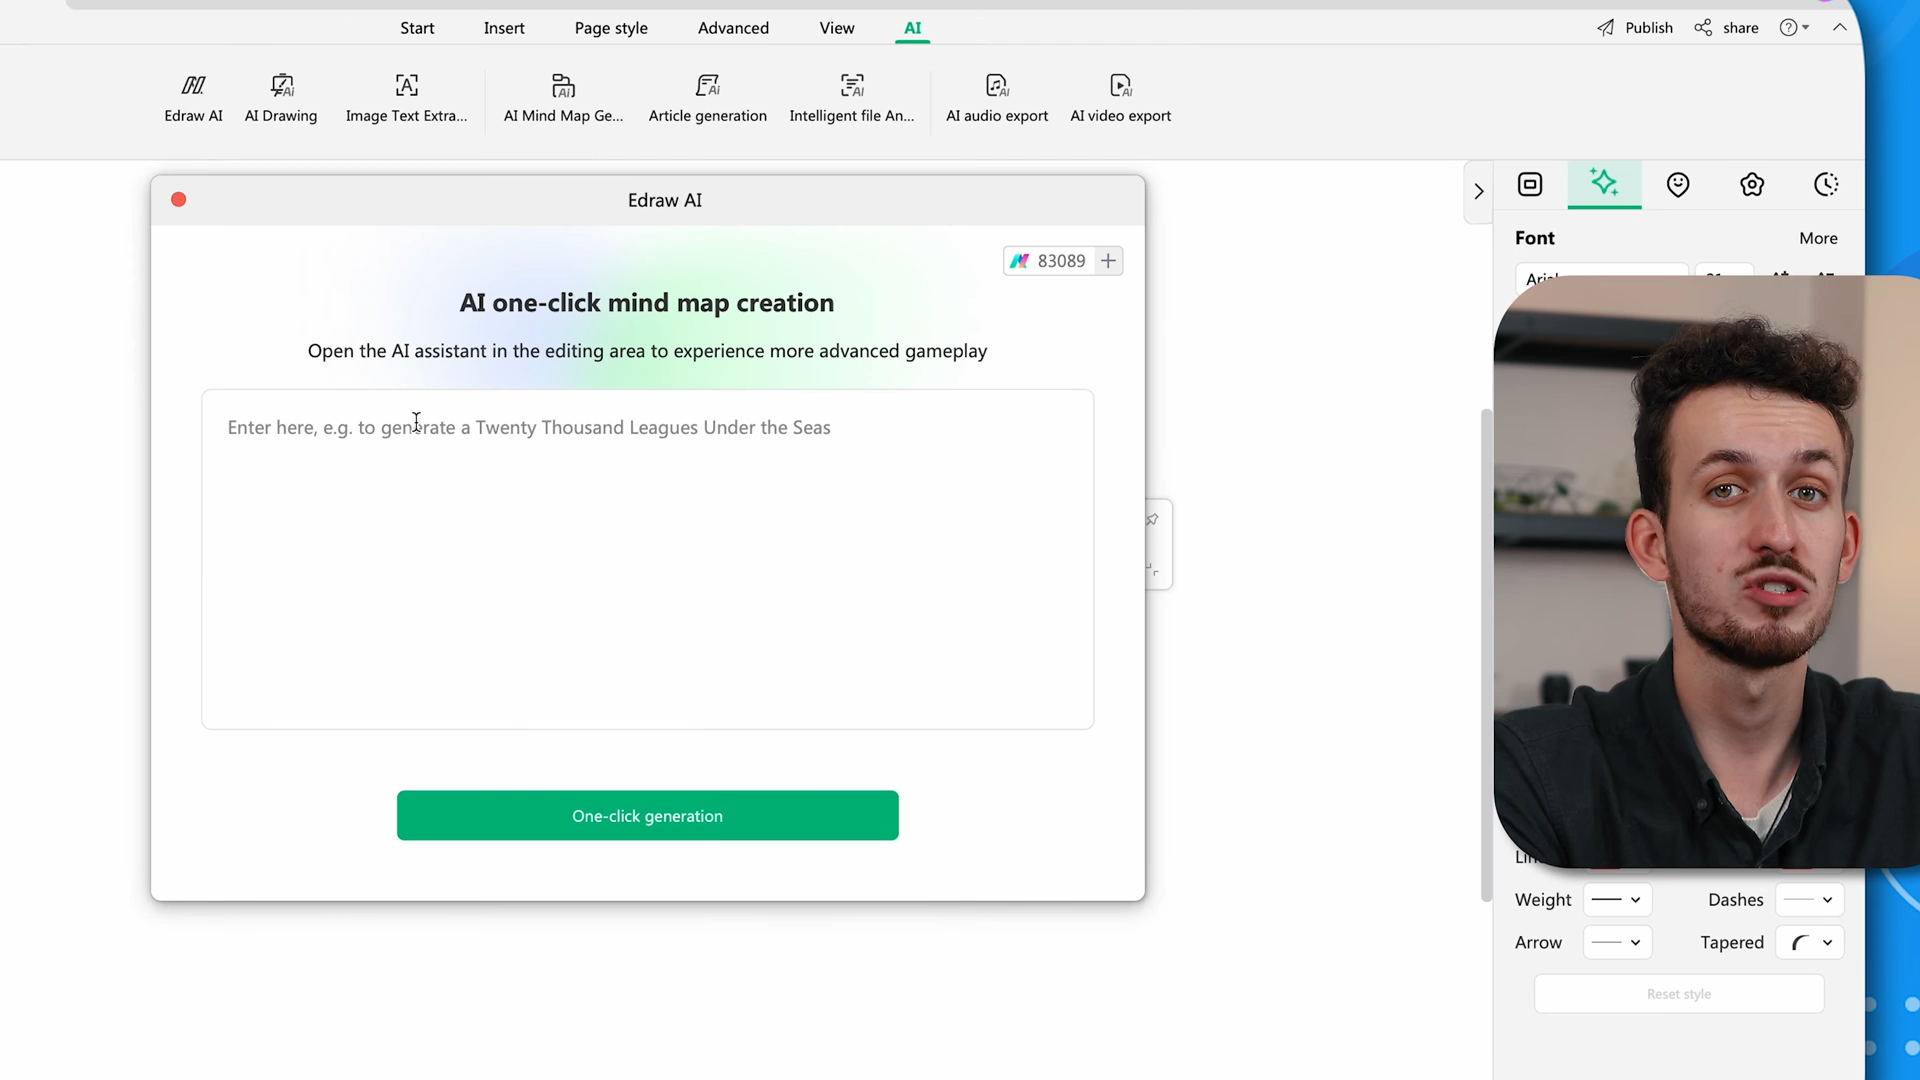 Start Insert Page style Advanced View AI Publish share
Edraw AI AI Drawing Image Text Extra... AI Mind Map Ge... Article generation Intelligent file An... AI audio export AI video export
Edraw AI
Font More
83089
AI one-click mind map creation
Open the AI assistant in the editing area to experience more advanced gameplay
Enter here, e.g. to generate a Twenty Thousand Leagues Under the Seas
One-click generation
Weight Dashes
Arrow Tapered
Reset style